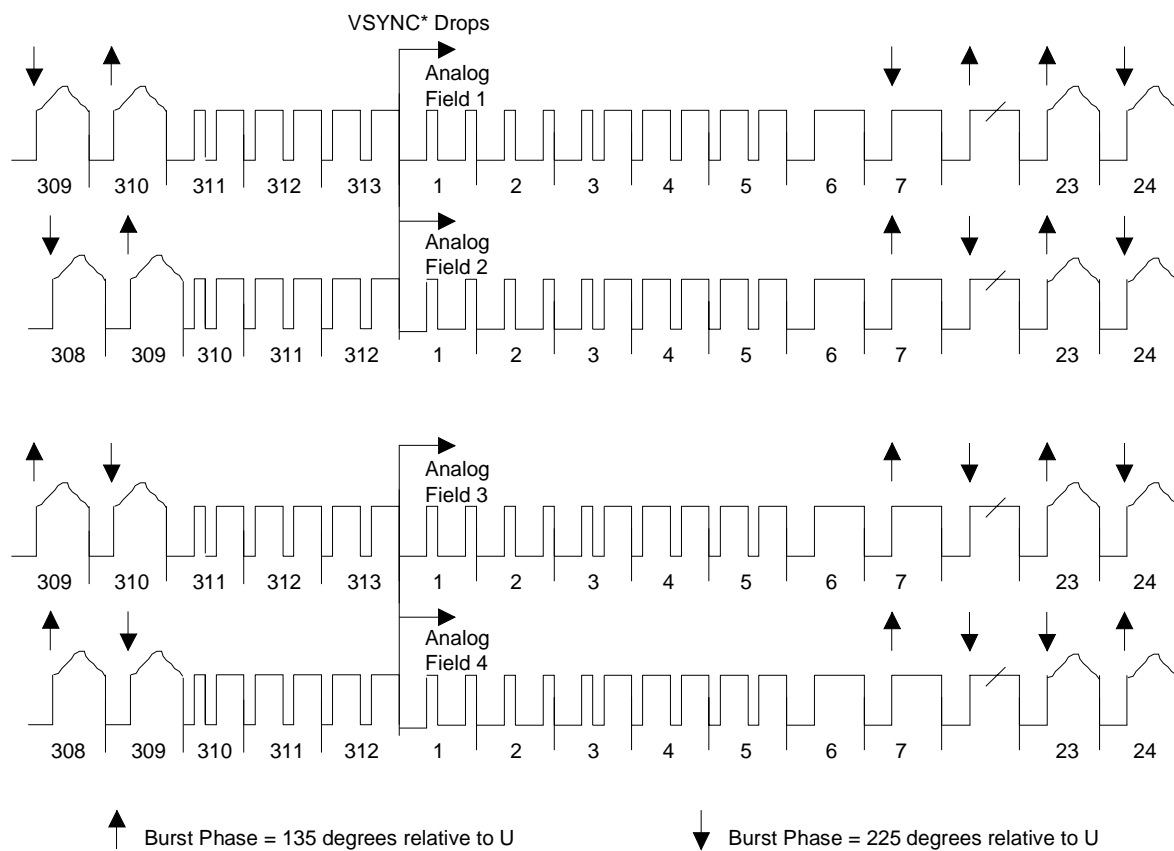 VSYNC* Drops
Analog
Field 1
309 310 311 312 313 1 2 3 4 5 6 7 23 24
Analog
Field 2
308 309 310 311 312 1 2 3 4 5 6 7 23 24
Analog
Field 3
309 310 311 312 313 1 2 3 4 5 6 7 23 24
Analog
Field 4
308 309 310 311 312 1 2 3 4 5 6 7 23 24
Burst Phase = 135 degrees relative to U
Burst Phase = 225 degrees relative to U